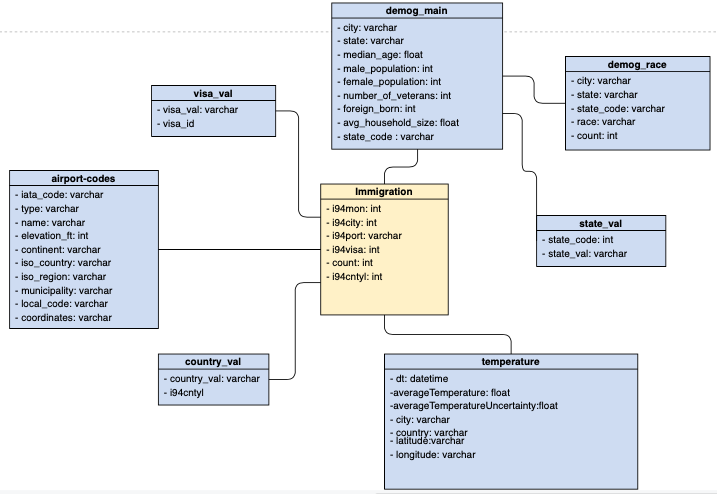 demog_main
- city: varchar
- state: varchar
- median_age: float
- male_population: int
- female_population: int
- number_of_veterans: int
- foreign_born: int
- avg_household_size: float
- state_code : varchar
demog_race
- city: varchar
- state: varchar
- state_code: varchar
- race: varchar
- count: int
visa_val
- visa_val: varchar
- visa_id
airport-codes
- iata_code: varchar
- type: varchar
- name: varchar
- elevation_ft: int
- continent: varchar
- iso_country: varchar
- iso_region: varchar
- municipality: varchar
- local_code: varchar
- coordinates: varchar
Immigration
- i94mon: int
- i94city: int
- i94port: varchar
- i94visa: int
- count: int
- i94cntyl: int
state_val
- state_code: int
- state_val: varchar
country_val
- country_val: varchar
- i94cntyl
temperature
- dt: datetime
-averageTemperature: float
-averageTemperatureUncertainty:float
- city: varchar
- country: varchar
- latitude:varchar
- longitude: varchar